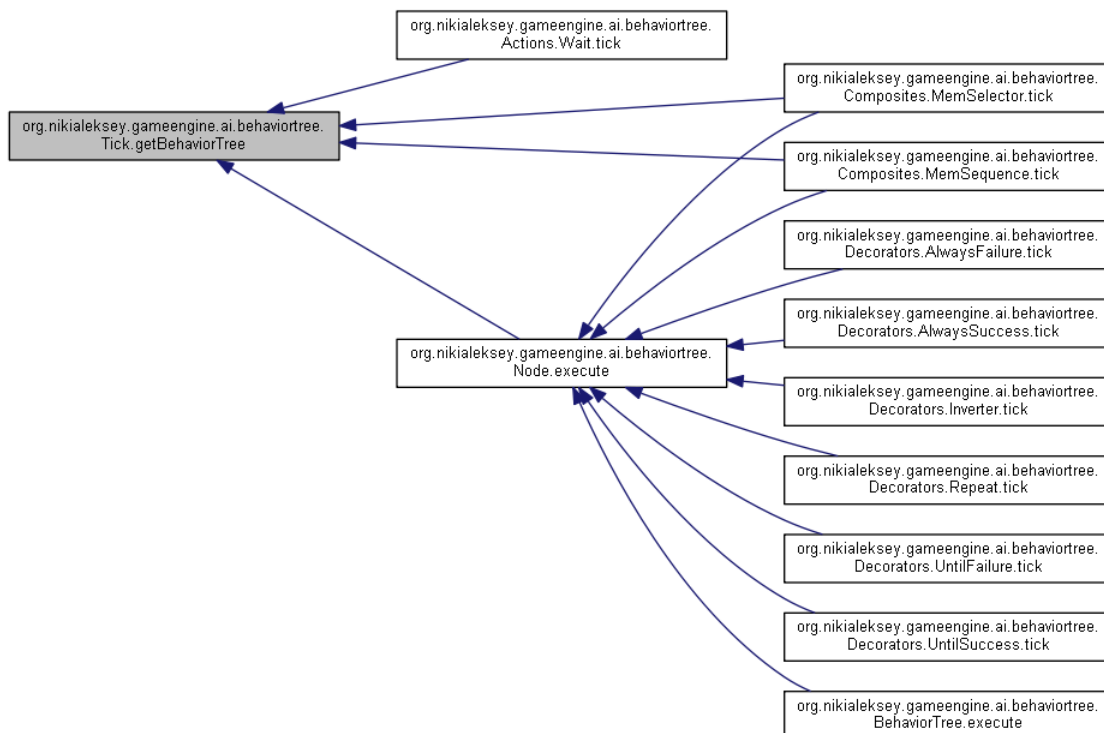 org.nikialeksey.gameengine.ai.behaviortree.
Actions.Wait.tick
org.nikialeksey.gameengine.ai.behaviortree.
Composites.MemSelector.tick
org.nikialeksey.gameengine.ai.behaviortree.
Tick.getBehaviorTree
org.nikialeksey.gameengine.ai.behaviortree.
Composites.MemSequence.tick
org.nikialeksey.gameengine.ai.behaviortree.
Decorators.AlwaysFailure.tick
org.nikialeksey.gameengine.ai.behaviortree.
Decorators.AlwaysSuccess.tick
org.nikialeksey.gameengine.ai.behaviortree.
Node.execute
org.nikialeksey.gameengine.ai.behaviortree.
Decorators.Inverter.tick
org.nikialeksey.gameengine.ai.behaviortree.
Decorators.Repeat.tick
org.nikialeksey.gameengine.ai.behaviortree.
Decorators.UntilFailure.tick
org.nikialeksey.gameengine.ai.behaviortree.
Decorators.UntilSuccess.tick
org.nikialeksey.gameengine.ai.behaviortree.
BehaviorTree.execute